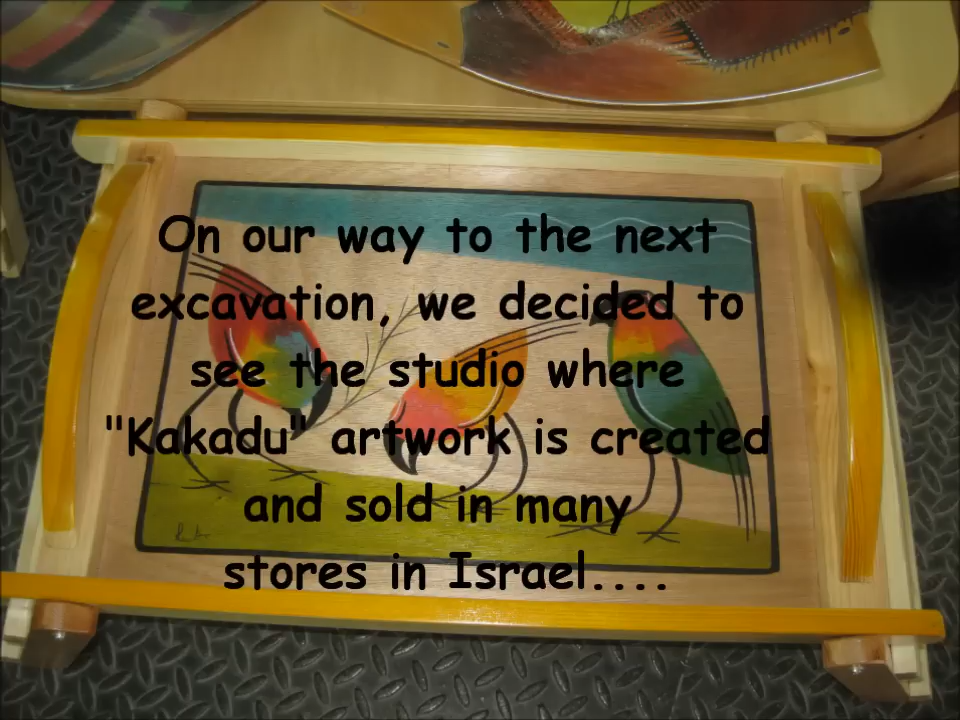 On our way to the next
excavation, we decided to
see the studio where
"Kakadu" artwork is created
and sold in many
stores in Israel....